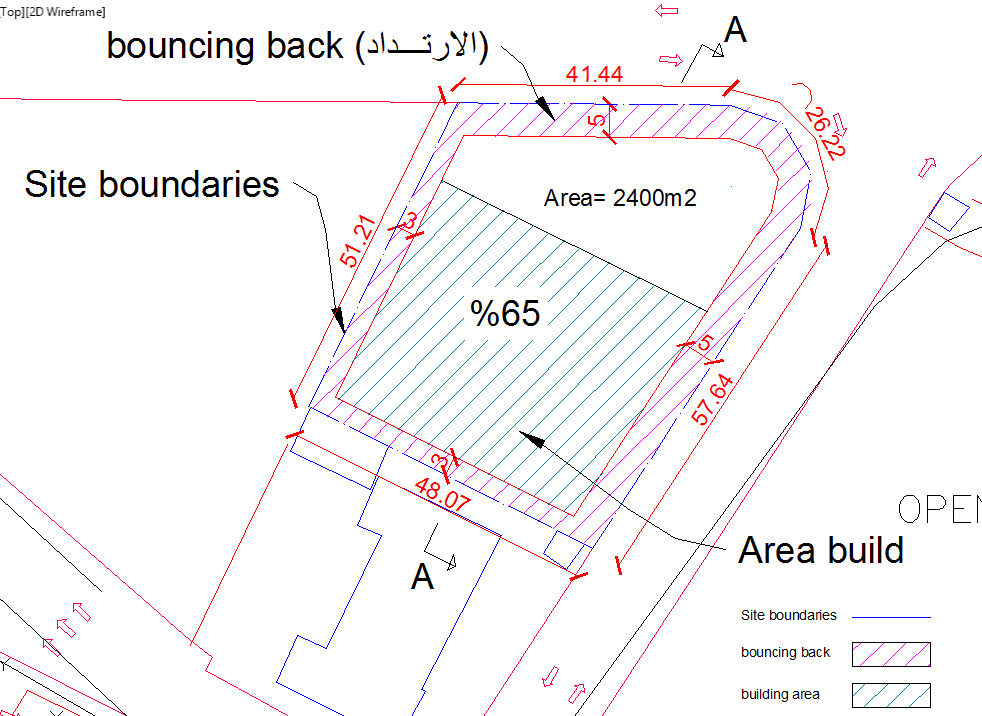 Top][2D Wireframe]
bouncing back (الارتــداد)
A
41.44
26.22
5
Site boundaries
Area= 2400m2
3
51.21
%65
5
57.64
3
48.07
OPEN
Area build
A
Site boundaries
bouncing back
building area